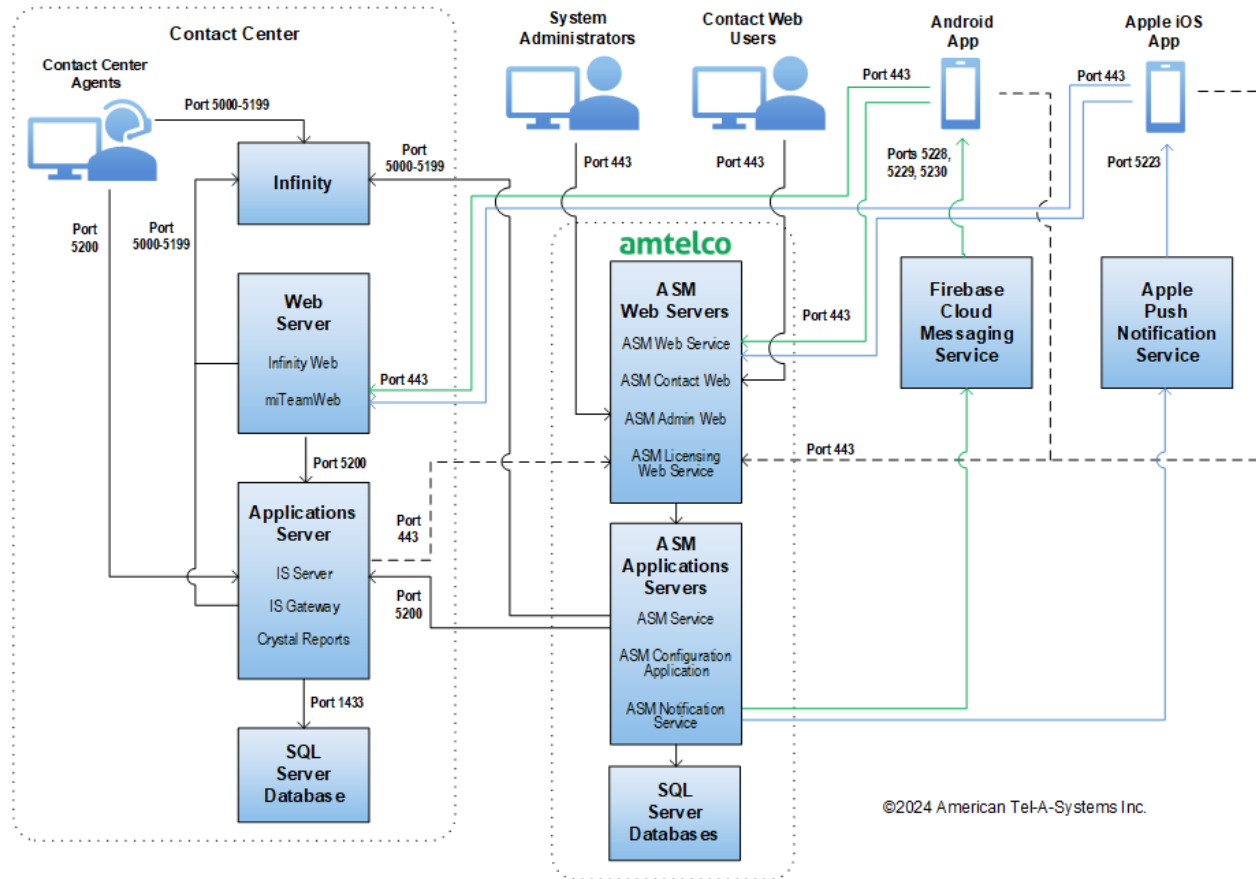 Contact Center
Contact Center
Agents
Port 5000-5199
Infinity
Port
5000-5199
Port
5200
Port
5000-5199
Web
Server
Infinity Web
miTeamWeb
Port 443
Port 5200
Applications
Server
IS Server
IS Gateway
Crystal Reports
Port
443
Port
5200
Port 1433
SQL
Server
Database
System
Administrators
Port 443
Contact Web
Users
Port 443
amtelco
ASM
Web Servers
ASM Web Service
ASM Contact Web
ASM Admin Web
ASM Licensing
Web Service
Port 443
Port 443
ASM
Applications
Servers
ASM Service
ASM Configuration
Application
ASM Notification
Service
SQL
Server
Databases
Android
App
Port 443
Ports 5228,
5229, 5230
Firebase
Cloud
Messaging
Service
Apple iOS
App
Port 443
Port 5223
Apple
Push
Notification
Service
©2024 American Tel-A-Systems Inc.